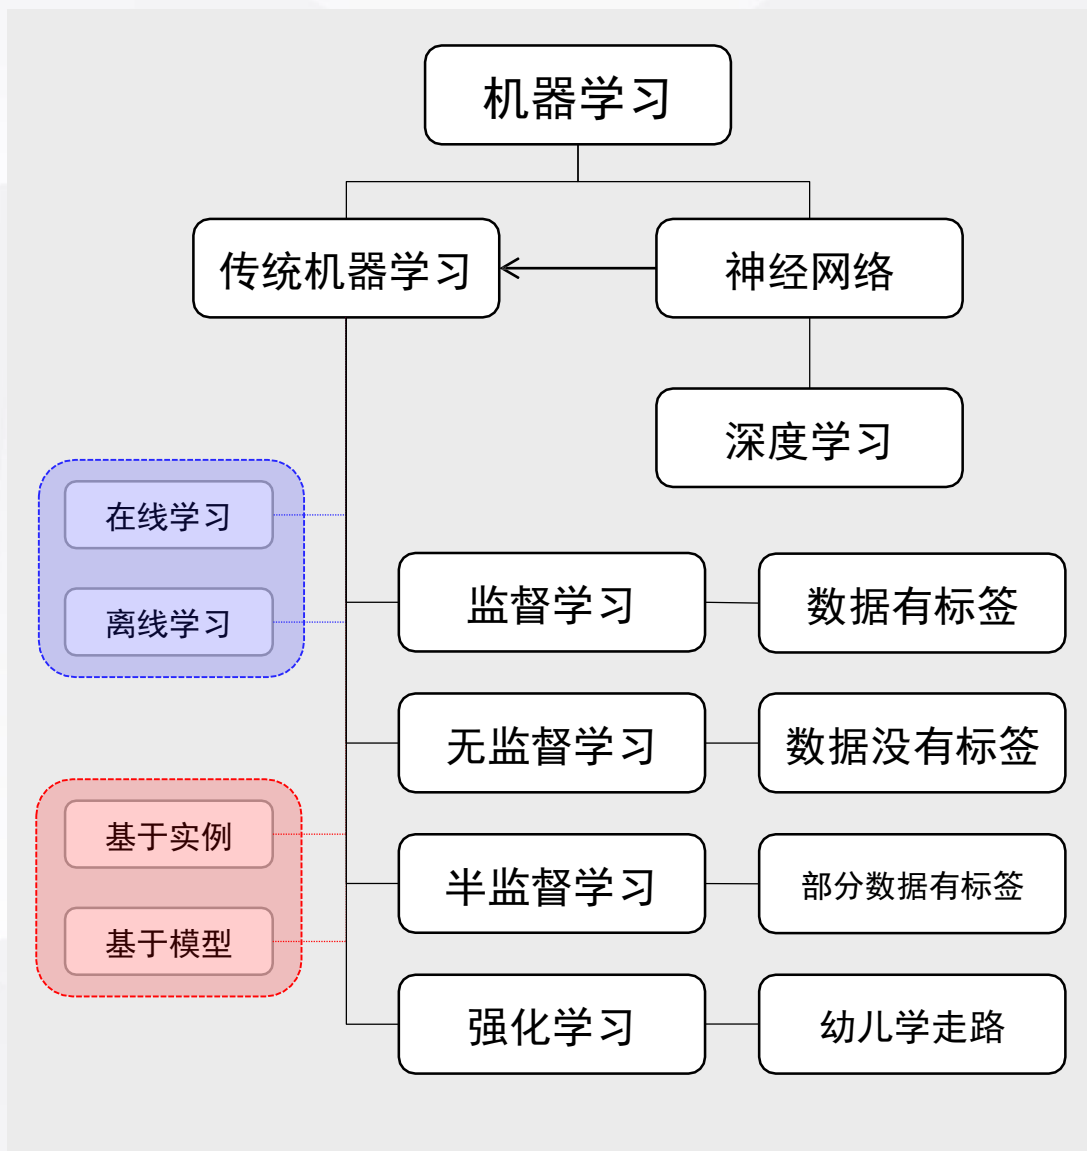 机器学习
传统机器学习
神经网络
深度学习
在线学习
离线学习
监督学习
数据有标签
无监督学习
数据没有标签
基于实例
基于模型
半监督学习
部分数据有标签
强化学习
幼儿学走路